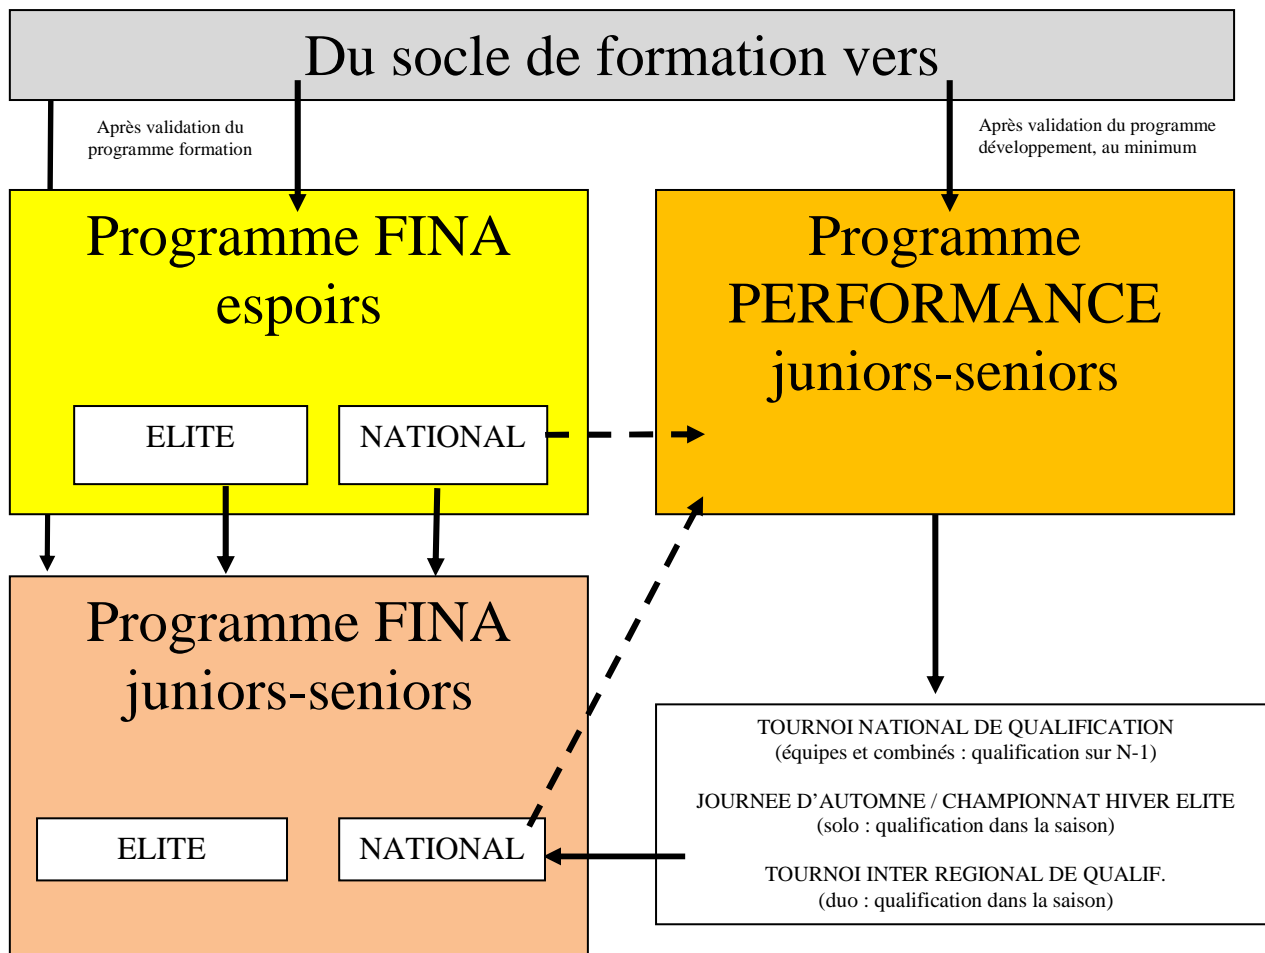 Du socle de formation vers
Après validation du
programme formation
Après validation du programme
développement, au minimum
Programme FINA
espoirs
ELITE
NATIONAL
Programme
PERFORMANCE
juniors-seniors
Programme FINA
juniors-seniors
ELITE
NATIONAL
TOURNOI NATIONAL DE QUALIFICATION
(équipes et combinés : qualification sur N-1)
JOURNEE D'AUTOMNE / CHAMPIONNAT HIVER ELITE
(solo : qualification dans la saison)
TOURNOI INTER REGIONAL DE QUALIF.
(duo : qualification dans la saison)